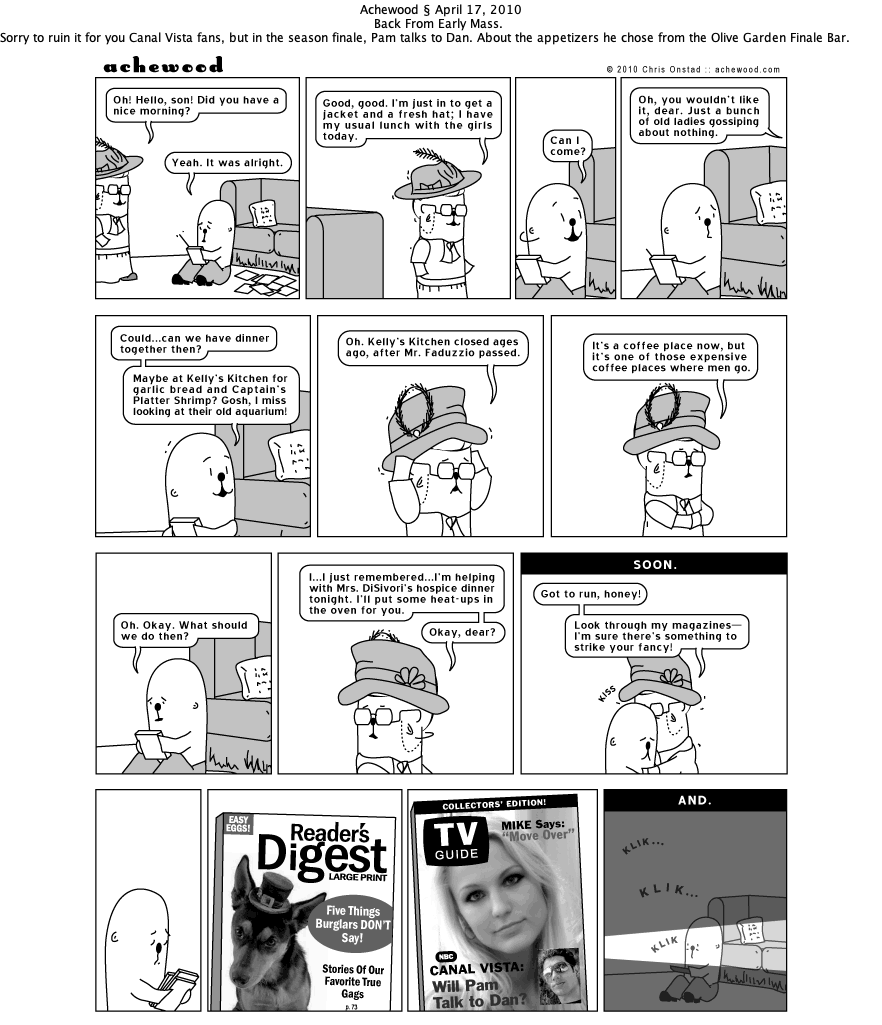 Achewood § April 17, 2010
Back From Early Mass.
Sorry to ruin it for you Canal Vista fans, but in the season finale, Pam talks to Dan. About the appetizers he chose from the Olive Garden Finale Bar.
achewood
© 2010 Chris Onstad :: achewood.com
Oh! Hello, son! Did you have a
nice morning?
Yeah. It was alright.
Good, good. I'm just in to get a
jacket and a fresh hat; I have
my usual lunch with the girls
today.
Can I
come?
Oh, you wouldn't like
it, dear. Just a bunch
of old ladies gossiping
about nothing.
Could...can we have dinner
together then?
Maybe at Kelly's Kitchen for
garlic bread and Captain's
Platter Shrimp? Gosh, I miss
looking at their old aquarium!
Oh. Kelly's Kitchen closed ages
ago, after Mr. Faduzzio passed.
It's a coffee place now, but
it's one of those expensive
coffee places where men go.
Oh. Okay. What should
we do then?
I...I just remembered...I'm helping
with Mrs. DiSivori's hospice dinner
tonight. I'll put some heat-ups in
the oven for you.
Okay, dear?
SOON.
Got to run, honey!
Look through my magazines—
I'm sure there's something to
strike your fancy!
KISS
EASY
EGGS!
Reader's
Digest
LARGE PRINT
Five Things
Burglars DON'T
Say!
Stories Of Our
Favorite True
Gags
p. 73
COLLECTORS' EDITION!
TV
GUIDE
MIKE Says:
"Move Over"
NBC
CANAL VISTA:
Will Pam
Talk to Dan?
AND.
KLIK...
KLIK...
KLIK